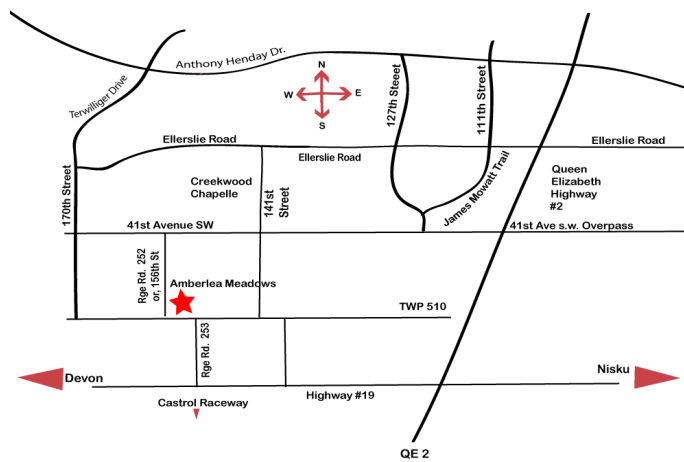 Anthony Henday Dr.
Terwilliger Drive
N
W E
S
127th Steeet
111th Street
Ellerslie Road
Ellerslie Road
Ellerslie Road
170th Street
Creekwood
Chapelle
141st
Street
James Mowatt Trail
Queen
Elizabeth
Highway
#2
41st Avenue SW
41st Ave s.w. Overpass
Rge Rd. 252
or, 156th St
Amberlea Meadows
TWP 510
Rge Rd. 253
Devon
Nisku
Highway #19
Castrol Raceway
QE 2